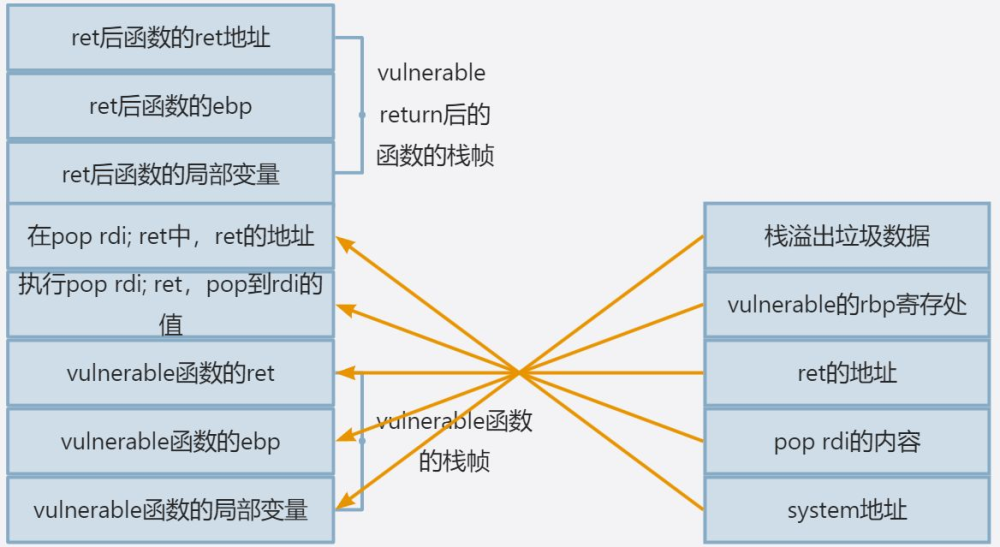 ret后函数的ret地址
ret后函数的ebp
ret后函数的局部变量
vulnerable
return后的
函数的栈帧
在pop rdi; ret中，ret的地址
执行pop rdi; ret，pop到rdi的
值
vulnerable函数的ret
vulnerable函数的ebp
vulnerable函数的局部变量
vulnerable函数
的栈帧
栈溢出垃圾数据
vulnerable的rbp寄存处
ret的地址
pop rdi的内容
system地址